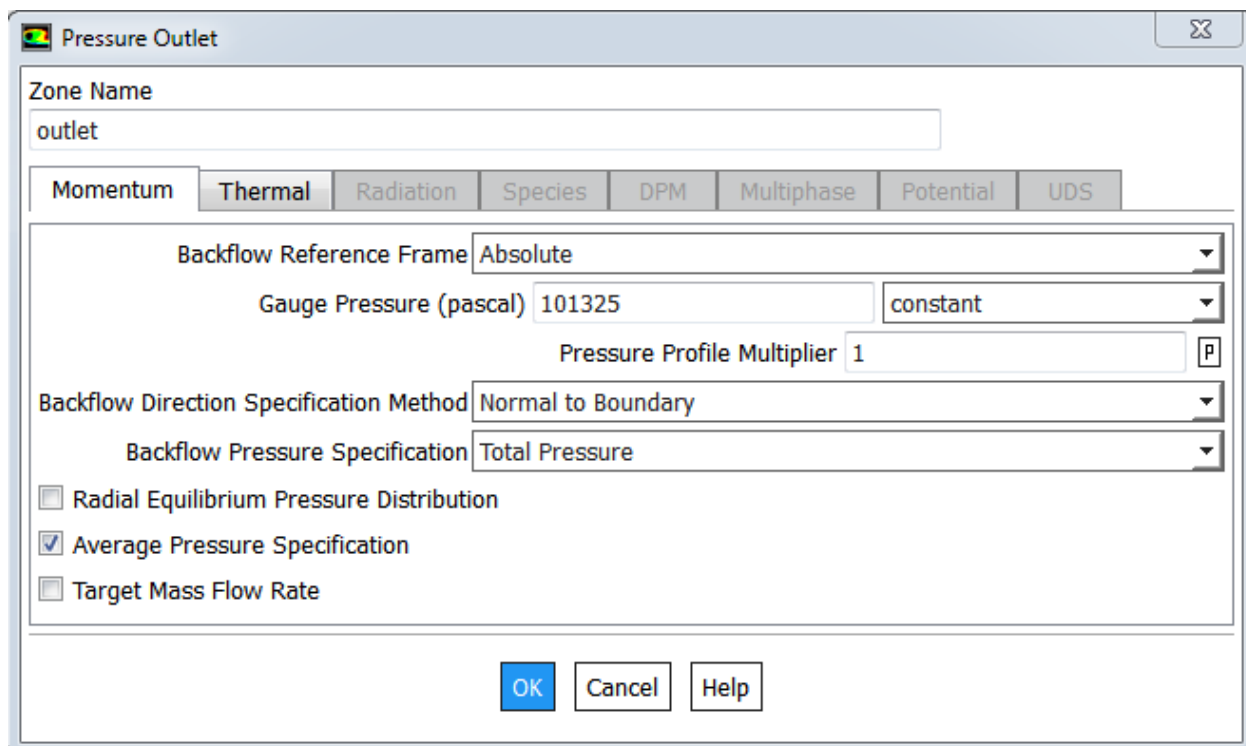 Pressure Outlet
Zone Name
outlet
Momentum Thermal Radiation Species DPM Multiphase Potential UDS
Backflow Reference Frame Absolute
Gauge Pressure (pascal) 101325 constant
Pressure Profile Multiplier 1 P
Backflow Direction Specification Method Normal to Boundary
Backflow Pressure Specification Total Pressure
Radial Equilibrium Pressure Distribution
Average Pressure Specification
Target Mass Flow Rate
OK Cancel Help